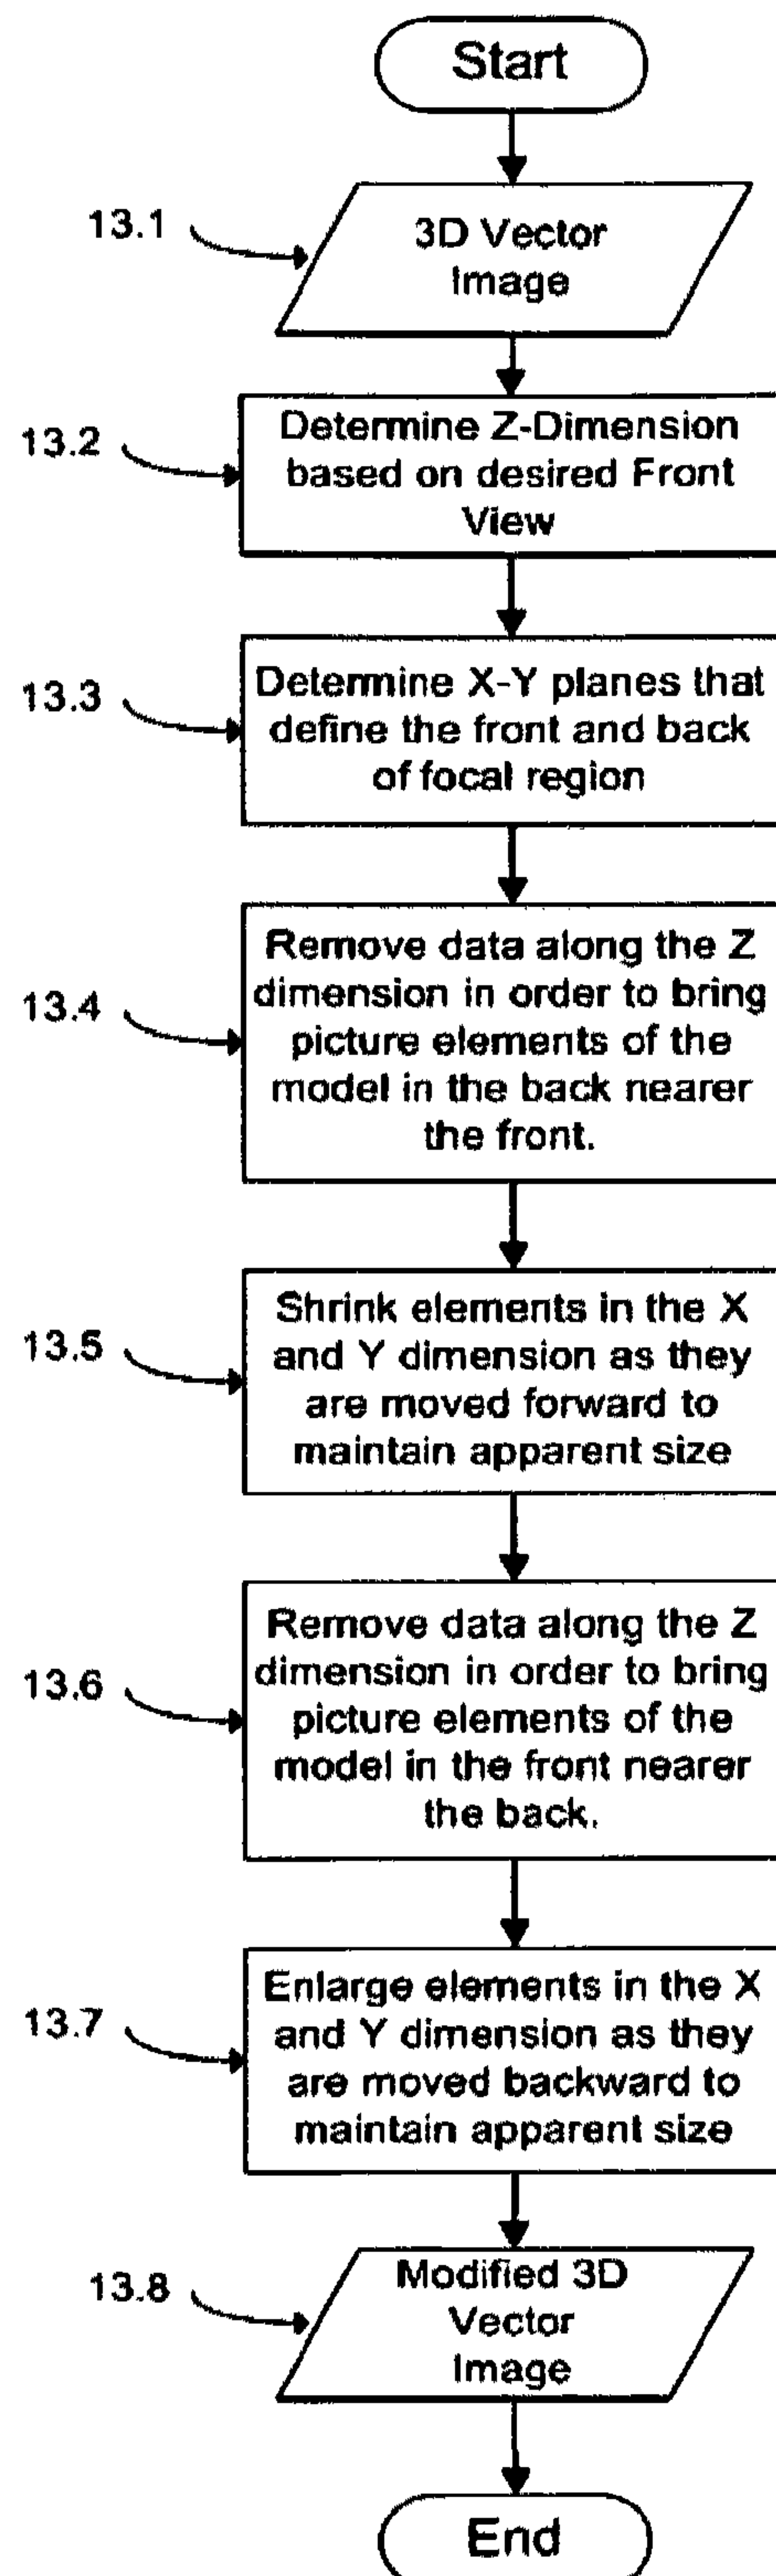 Start
13.1
3D Vector
Image
13.2
Determine Z-Dimension
based on desired Front
View
13.3
Determine X-Y planes that
define the front and back
of focal region
13.4
Remove data along the Z
dimension in order to bring
picture elements of the
model in the back nearer
the front.
13.5
Shrink elements in the X
and Y dimension as they
are moved forward to
maintain apparent size
13.6
Remove data along the Z
dimension in order to bring
picture elements of the
model in the front nearer
the back.
13.7
Enlarge elements in the X
and Y dimension as they
are moved backward to
maintain apparent size
13.8
Modified 3D
Vector
Image
End